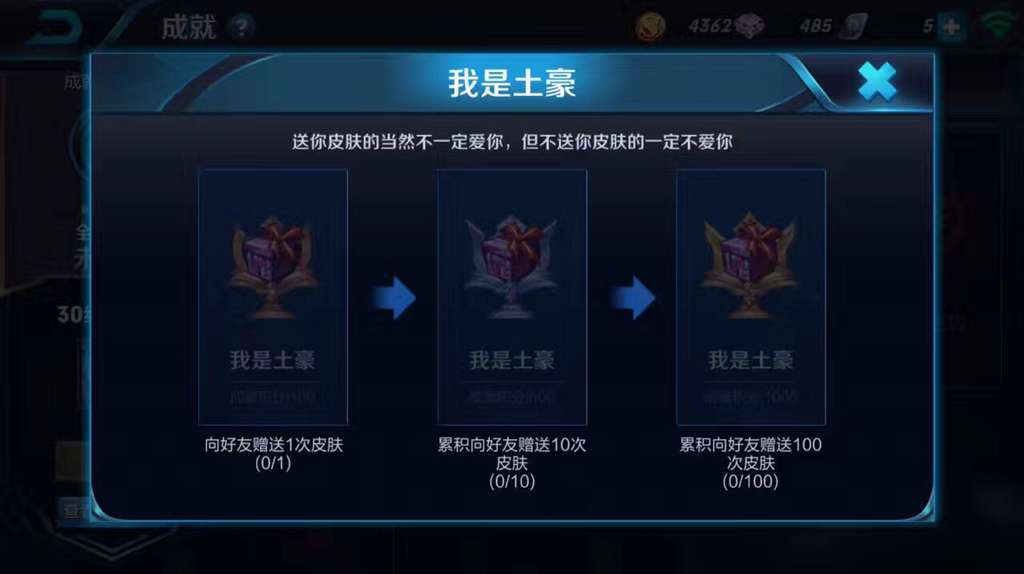 成就 ?
4362 485 5
我是土豪
送你皮肤的当然不一定爱你，但不送你皮肤的一定不爱你
30
我是土豪
我是土豪
我是土豪
向好友赠送1次皮肤
(0/1)
累积向好友赠送10次
皮肤
(0/10)
累积向好友赠送100
次皮肤
(0/100)